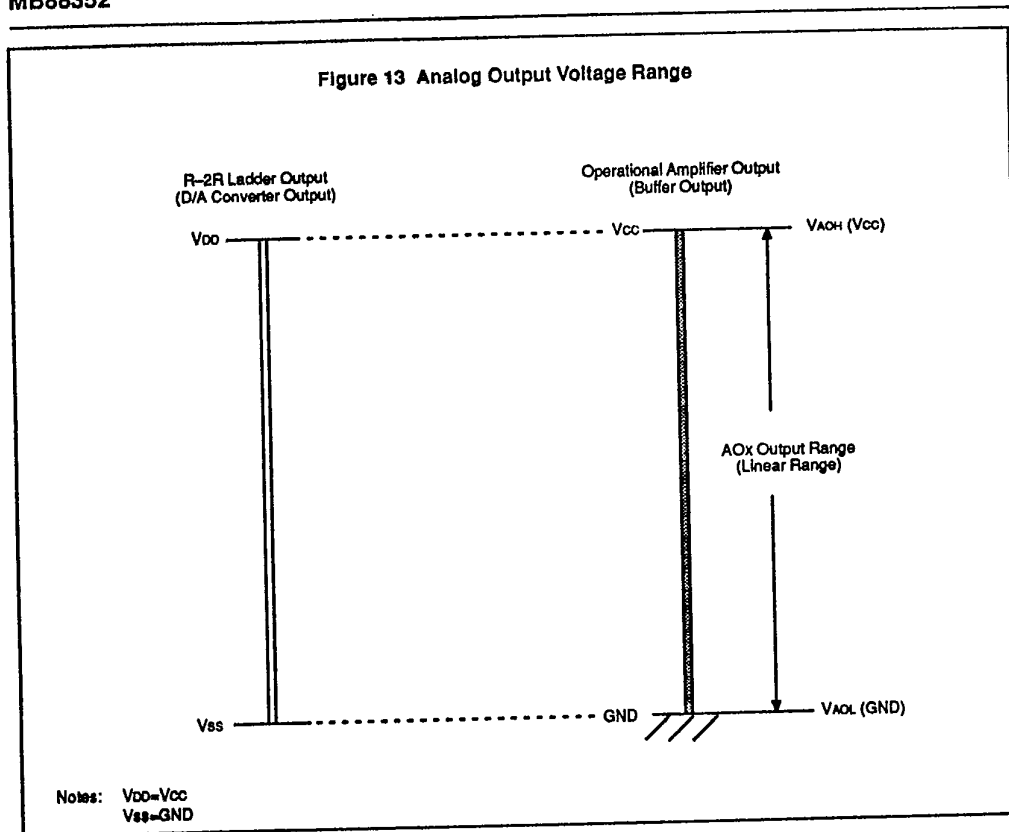 MB88352
Figure 13 Analog Output Voltage Range
R–2R Ladder Output
(D/A Converter Output)
Operational Amplifier Output
(Buffer Output)
VDD
VCC
VAOH (VCC)
AOx Output Range
(Linear Range)
VSS
GND
VAOL (GND)
Notes: VDD=VCC
VSS=GND